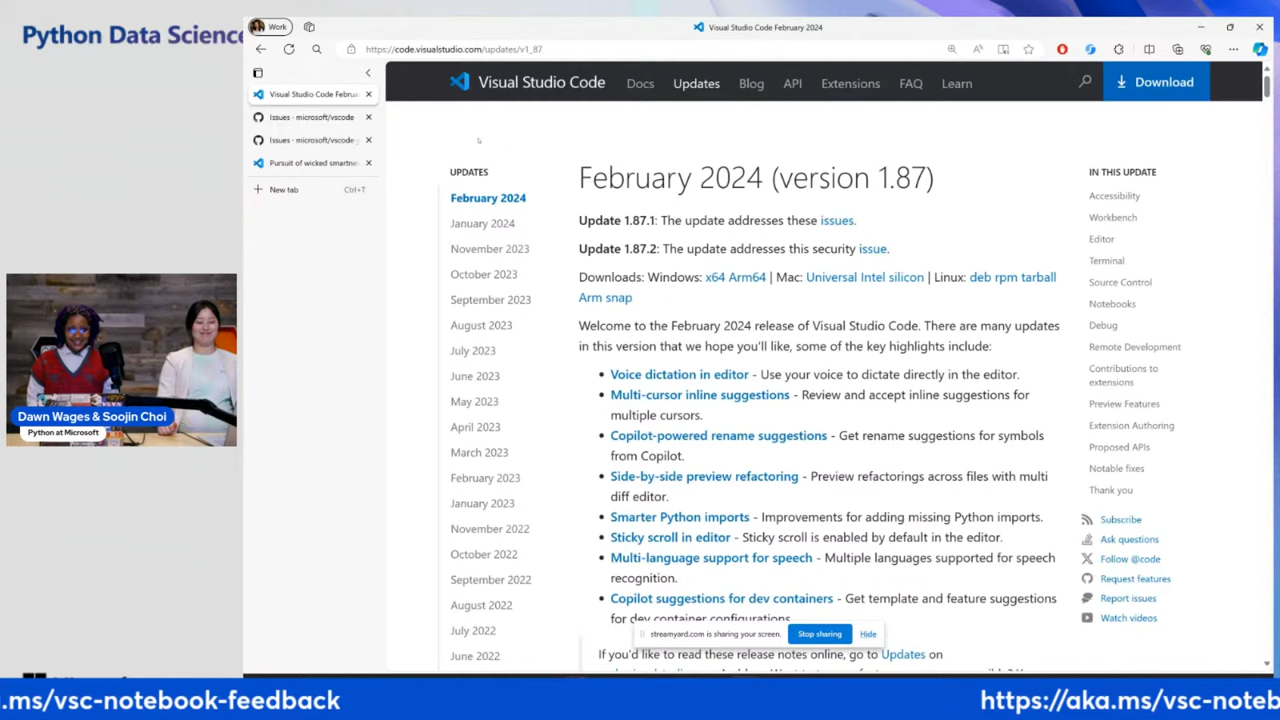 Python Data Science
Work
Visual Studio Code February 2024
https://code.visualstudio.com/updates/v1_87
Visual Studio Code Februa
Issues · microsoft/vscode
Issues · microsoft/vscode-
Pursuit of wicked smartne
New tab
Ctrl+T
Visual Studio Code
Docs
Updates
Blog
API
Extensions
FAQ
Learn
Download
UPDATES
February 2024
January 2024
November 2023
October 2023
September 2023
August 2023
July 2023
June 2023
May 2023
April 2023
March 2023
February 2023
January 2023
November 2022
October 2022
September 2022
August 2022
July 2022
June 2022
February 2024 (version 1.87)
Update 1.87.1: The update addresses these issues.
Update 1.87.2: The update addresses this security issue.
Downloads: Windows: x64 Arm64 | Mac: Universal Intel silicon | Linux: deb rpm tarball
Arm snap
Welcome to the February 2024 release of Visual Studio Code. There are many updates
in this version that we hope you'll like, some of the key highlights include:
• Voice dictation in editor - Use your voice to dictate directly in the editor.
• Multi-cursor inline suggestions - Review and accept inline suggestions for
multiple cursors.
• Copilot-powered rename suggestions - Get rename suggestions for symbols
from Copilot.
• Side-by-side preview refactoring - Preview refactorings across files with multi
diff editor.
• Smarter Python imports - Improvements for adding missing Python imports.
• Sticky scroll in editor - Sticky scroll is enabled by default in the editor.
• Multi-language support for speech - Multiple languages supported for speech
recognition.
• Copilot suggestions for dev containers - Get template and feature suggestions
for dev container configurations.
If you'd like to read these release notes online, go to Updates on
streamyard.com is sharing your screen.
Stop sharing
Hide
IN THIS UPDATE
Accessibility
Workbench
Editor
Terminal
Source Control
Notebooks
Debug
Remote Development
Contributions to
extensions
Preview Features
Extension Authoring
Proposed APIs
Notable fixes
Thank you
Subscribe
Ask questions
Follow @code
Request features
Report issues
Watch videos
Dawn Wages & Soojin Choi
Python at Microsoft
a.ms/vsc-notebook-feedback
https://aka.ms/vsc-noteb